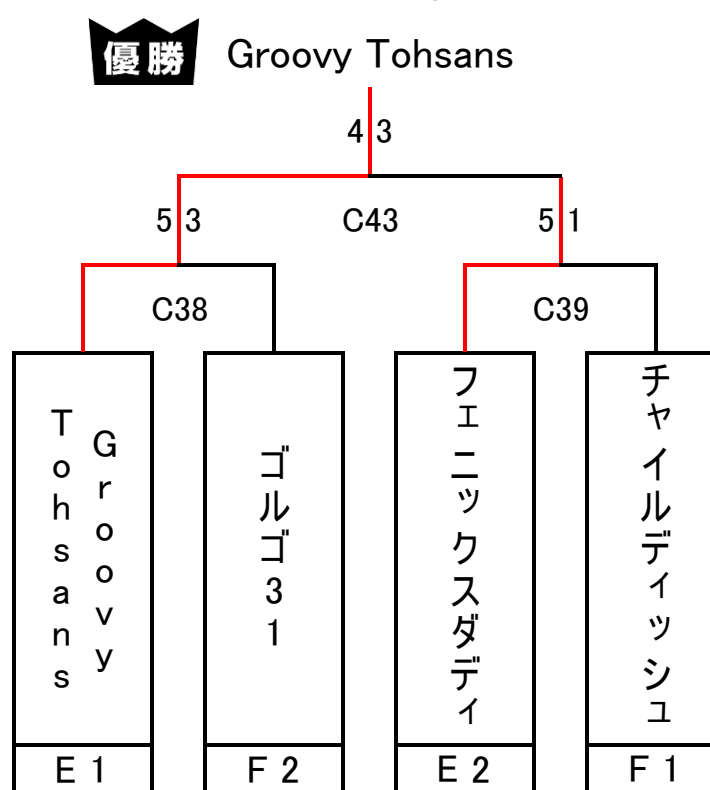 優勝 Groovy Tohsans
4 3
5 3 C43 5 1
C38 C39
Groovy Tohsans
ゴルゴ31
フェニックスダディ
チャイルディッシュ
E 1 F 2 E 2 F 1